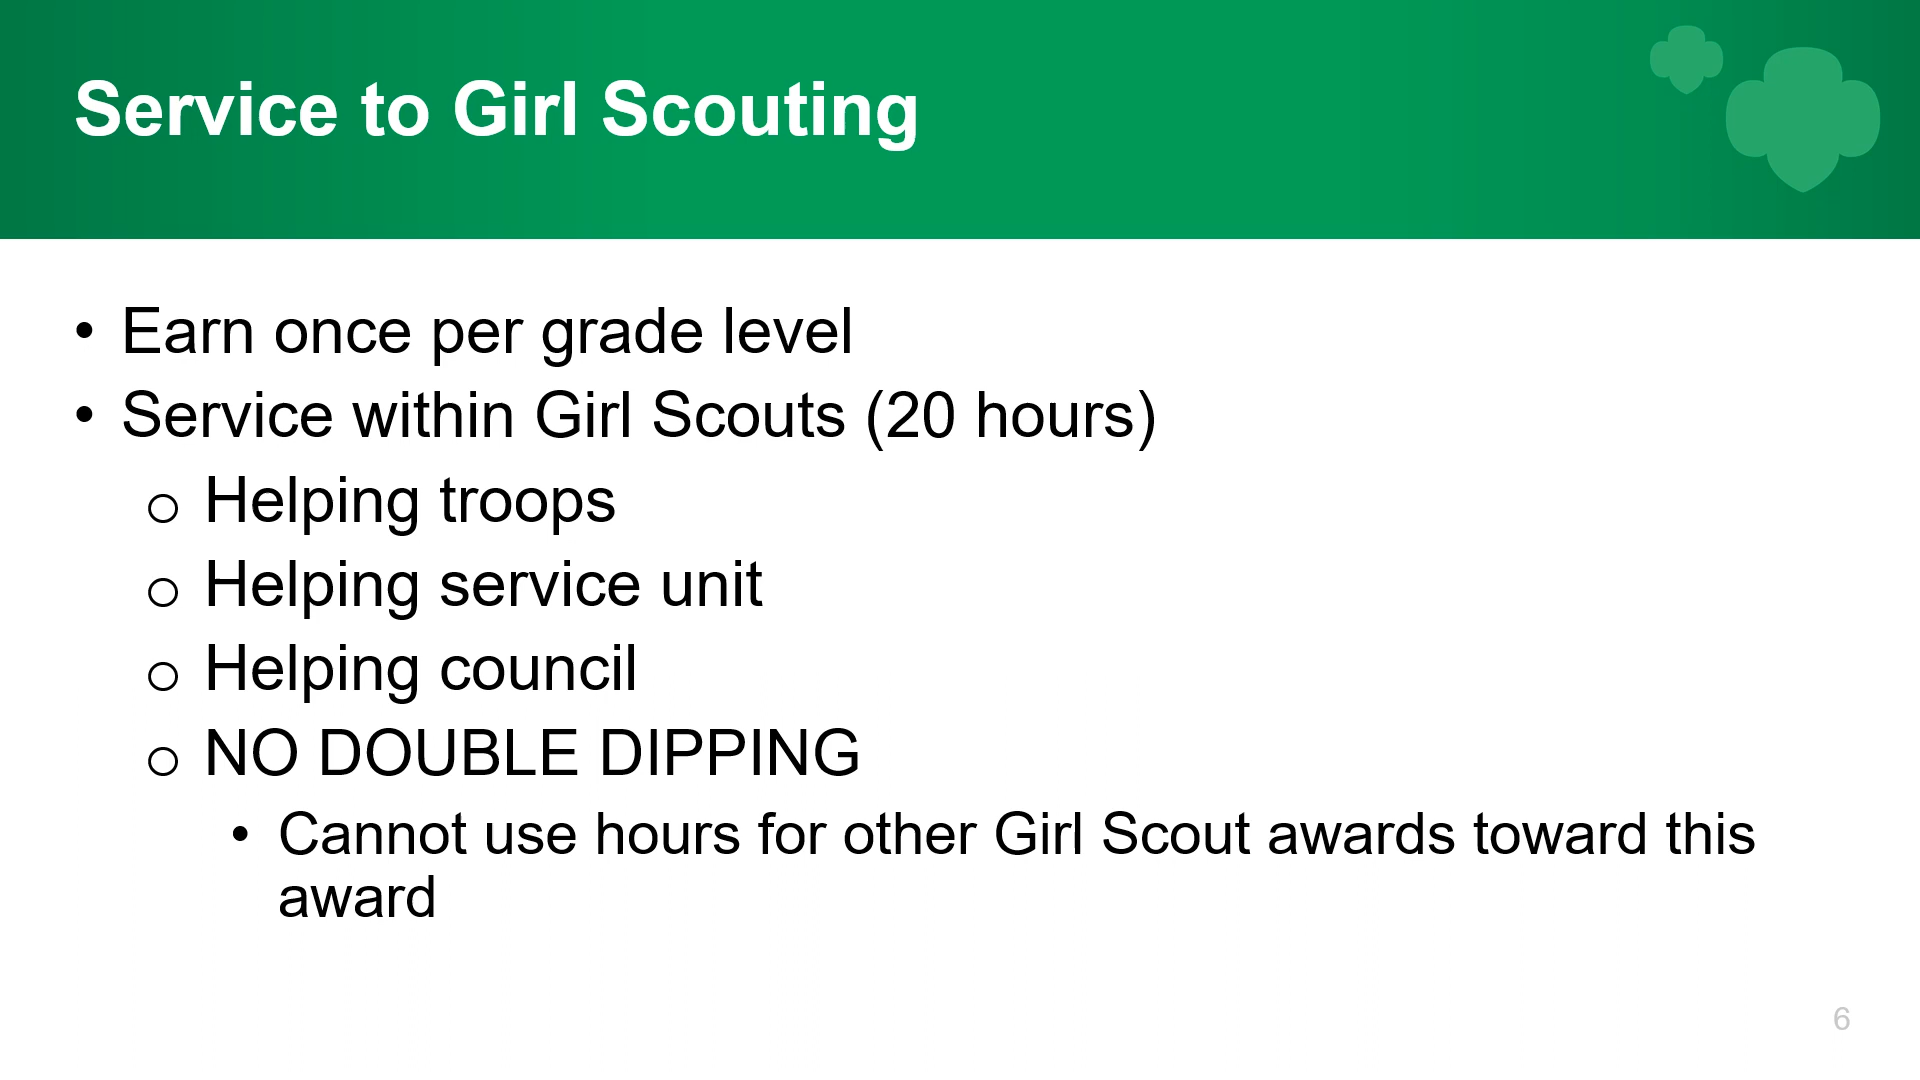 Service to Girl Scouting
• Earn once per grade level
• Service within Girl Scouts (20 hours)
o Helping troops
o Helping service unit
o Helping council
o NO DOUBLE DIPPING
• Cannot use hours for other Girl Scout awards toward this
award
6